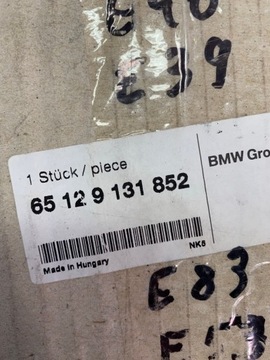 E39
1 Stück / piece
65 12 9 131 852
BMW Gro
NK8
Made in Hungary
E83